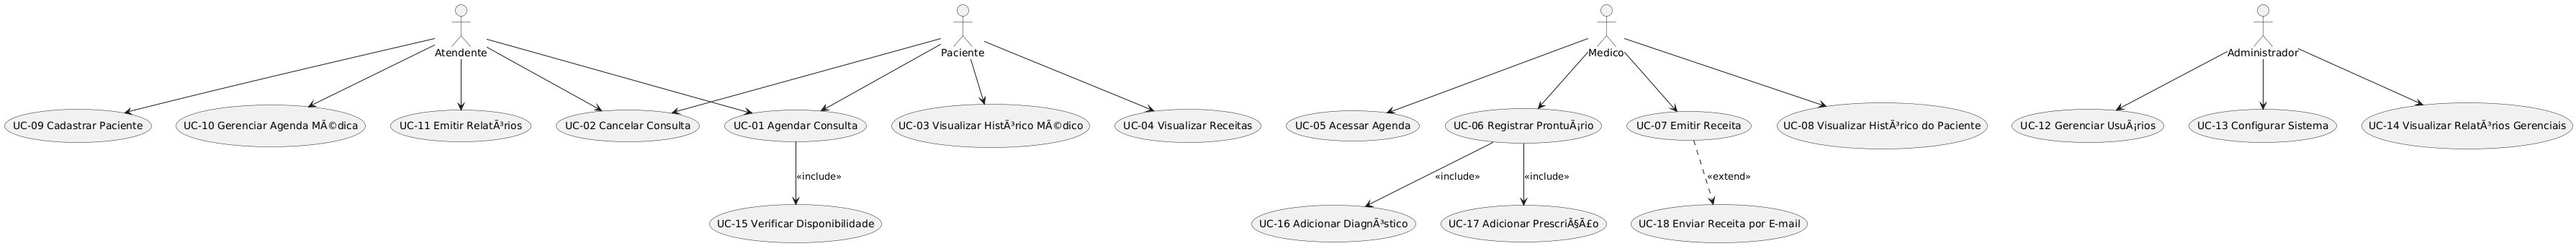 Atendente
Paciente
Medico
Administrador
UC-09 Cadastrar Paciente
UC-10 Gerenciar Agenda MÃ©dica
UC-11 Emitir RelatÃ³rios
UC-02 Cancelar Consulta
UC-01 Agendar Consulta
UC-03 Visualizar HistÃ³rico MÃ©dico
UC-04 Visualizar Receitas
UC-05 Acessar Agenda
UC-06 Registrar ProntuÃ¡rio
UC-07 Emitir Receita
UC-08 Visualizar HistÃ³rico do Paciente
UC-12 Gerenciar UsuÃ¡rios
UC-13 Configurar Sistema
UC-14 Visualizar RelatÃ³rios Gerenciais
«include»
«include»
«include»
«extend»
UC-15 Verificar Disponibilidade
UC-16 Adicionar DiagnÃ³stico
UC-17 Adicionar PrescriÃ§Ã£o
UC-18 Enviar Receita por E-mail